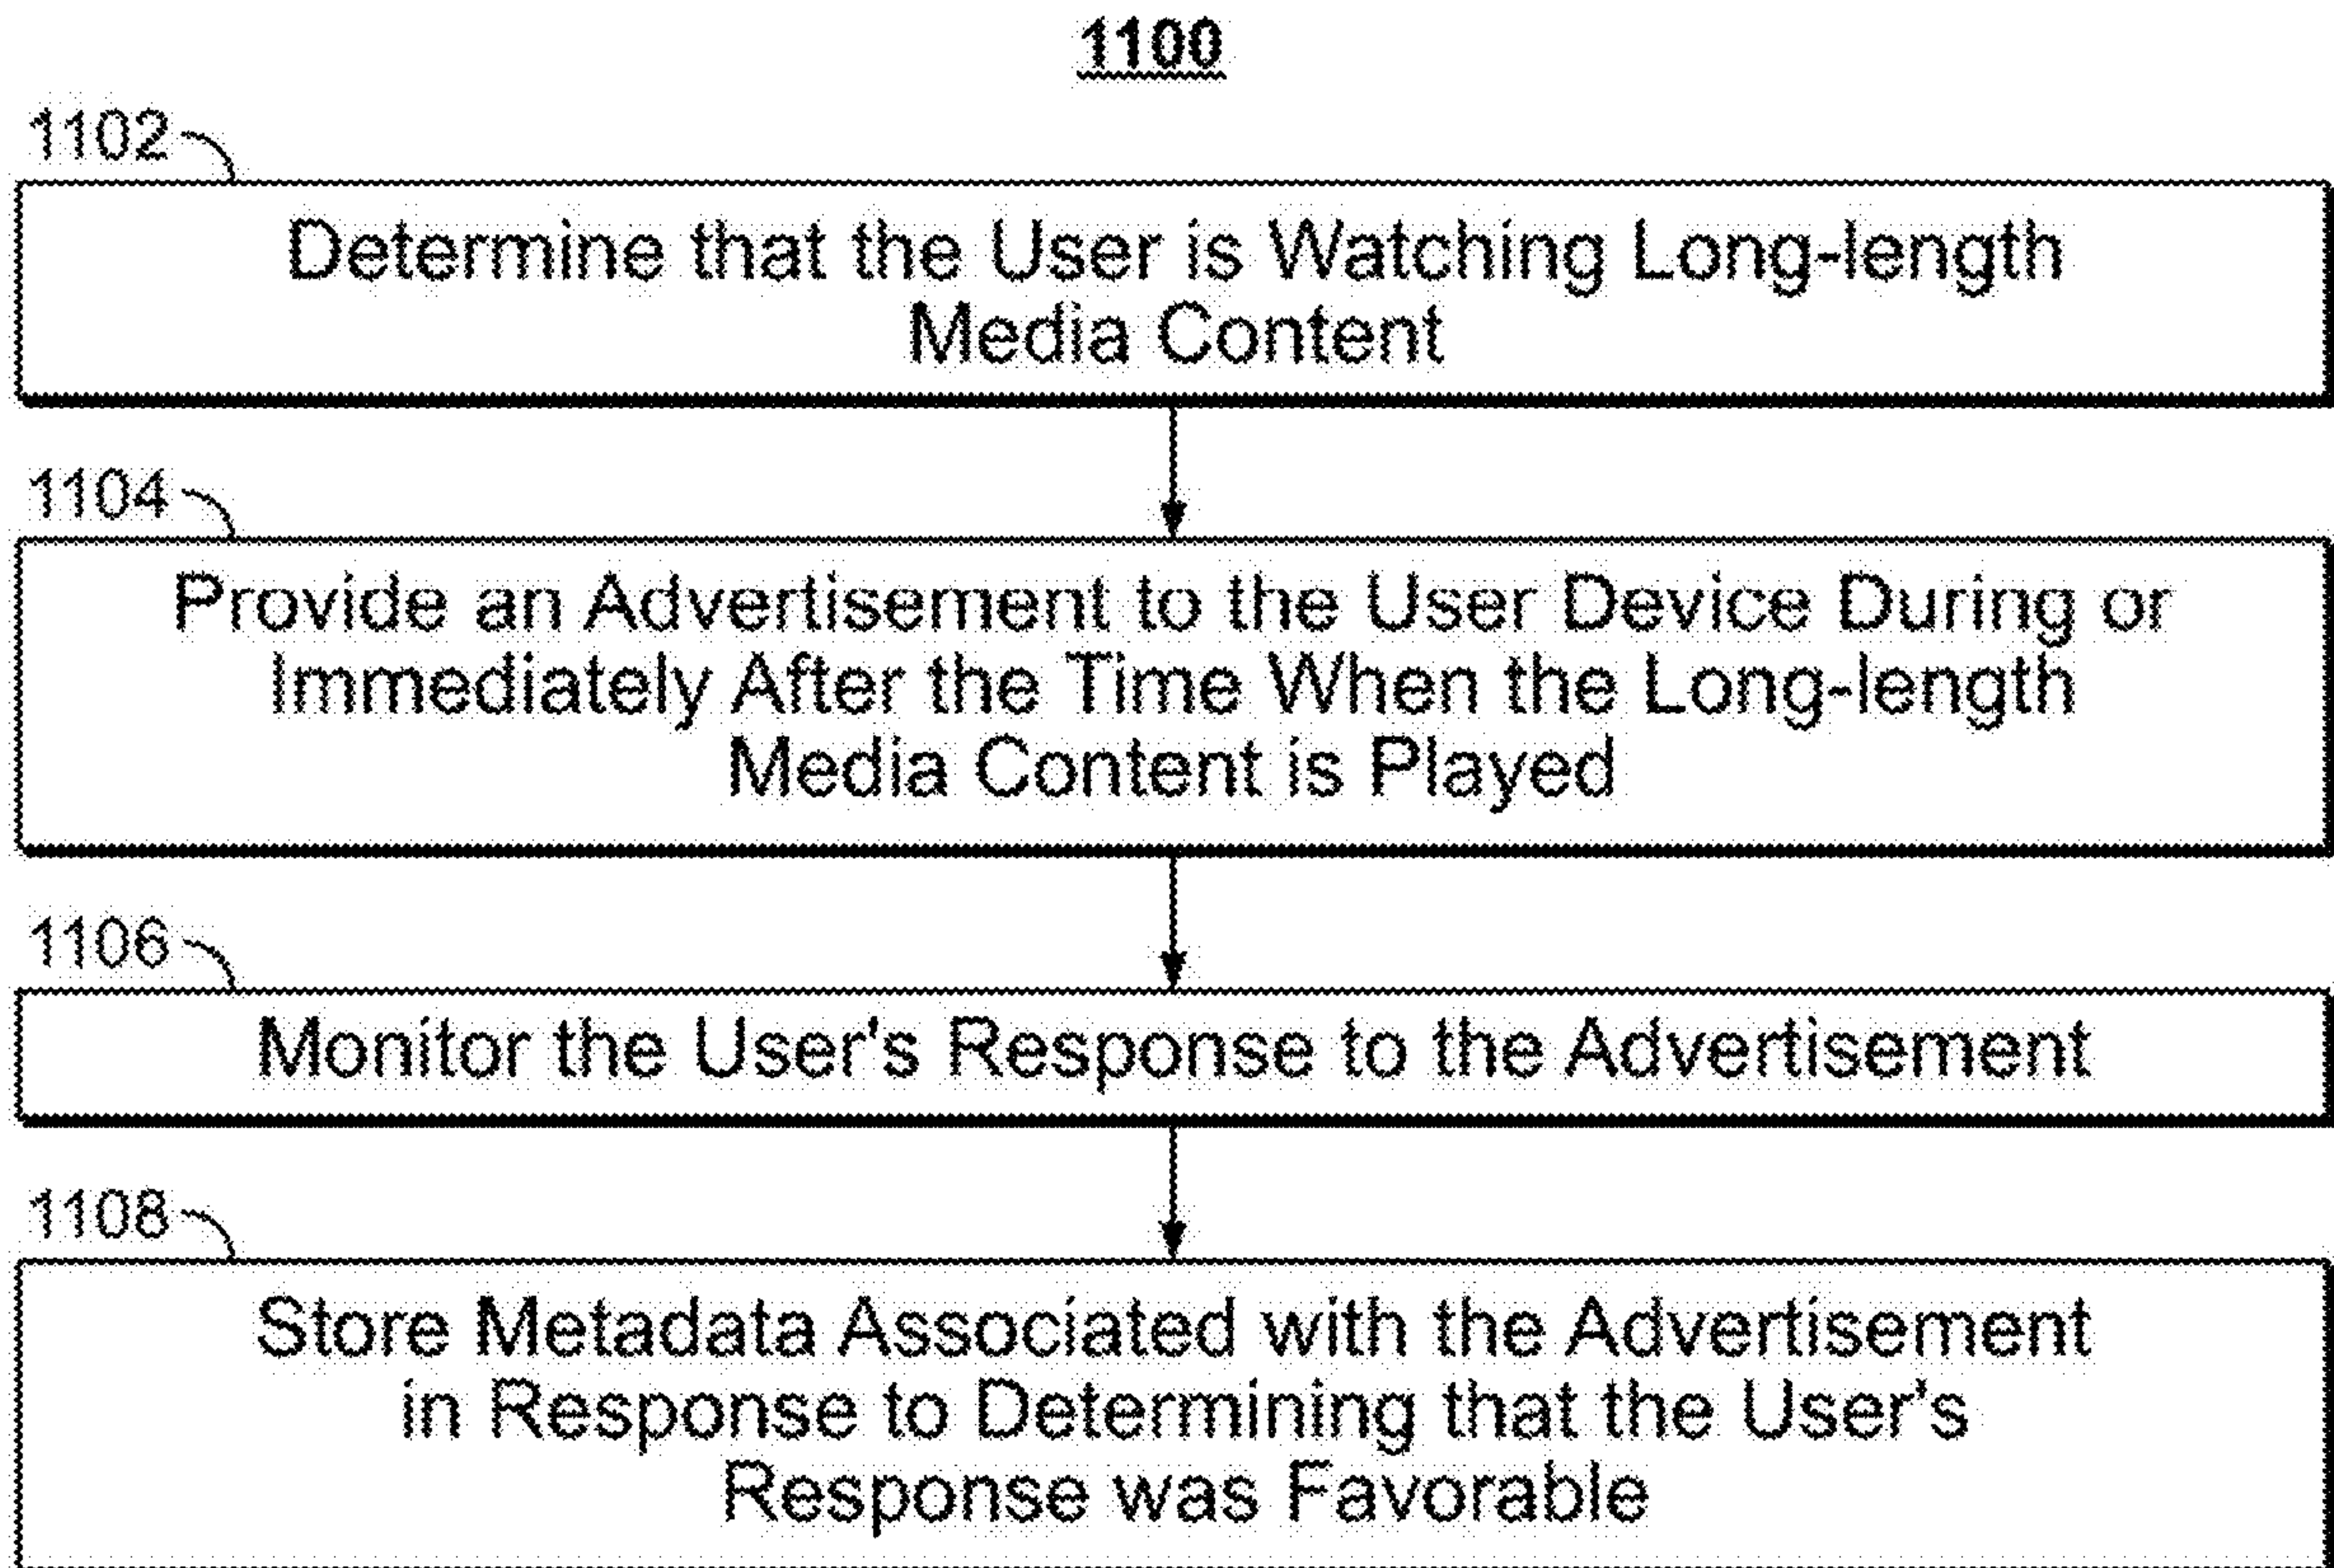 1100
1102
Determine that the User is Watching Long-length
Media Content
1104
Provide an Advertisement to the User Device During or
Immediately After the Time When the Long-length
Media Content is Played
1106
Monitor the User's Response to the Advertisement
1108
Store Metadata Associated with the Advertisement
in Response to Determining that the User's
Response was Favorable